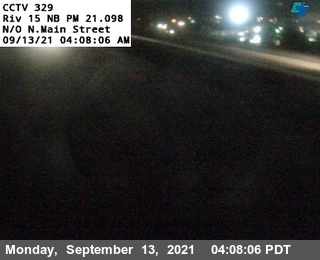 CCTV 329
Riv 15 NB PM 21.098
N/O N.Main Street
09/13/21 04:08:06 AM
Monday, September 13, 2021 04:08:06 PDT